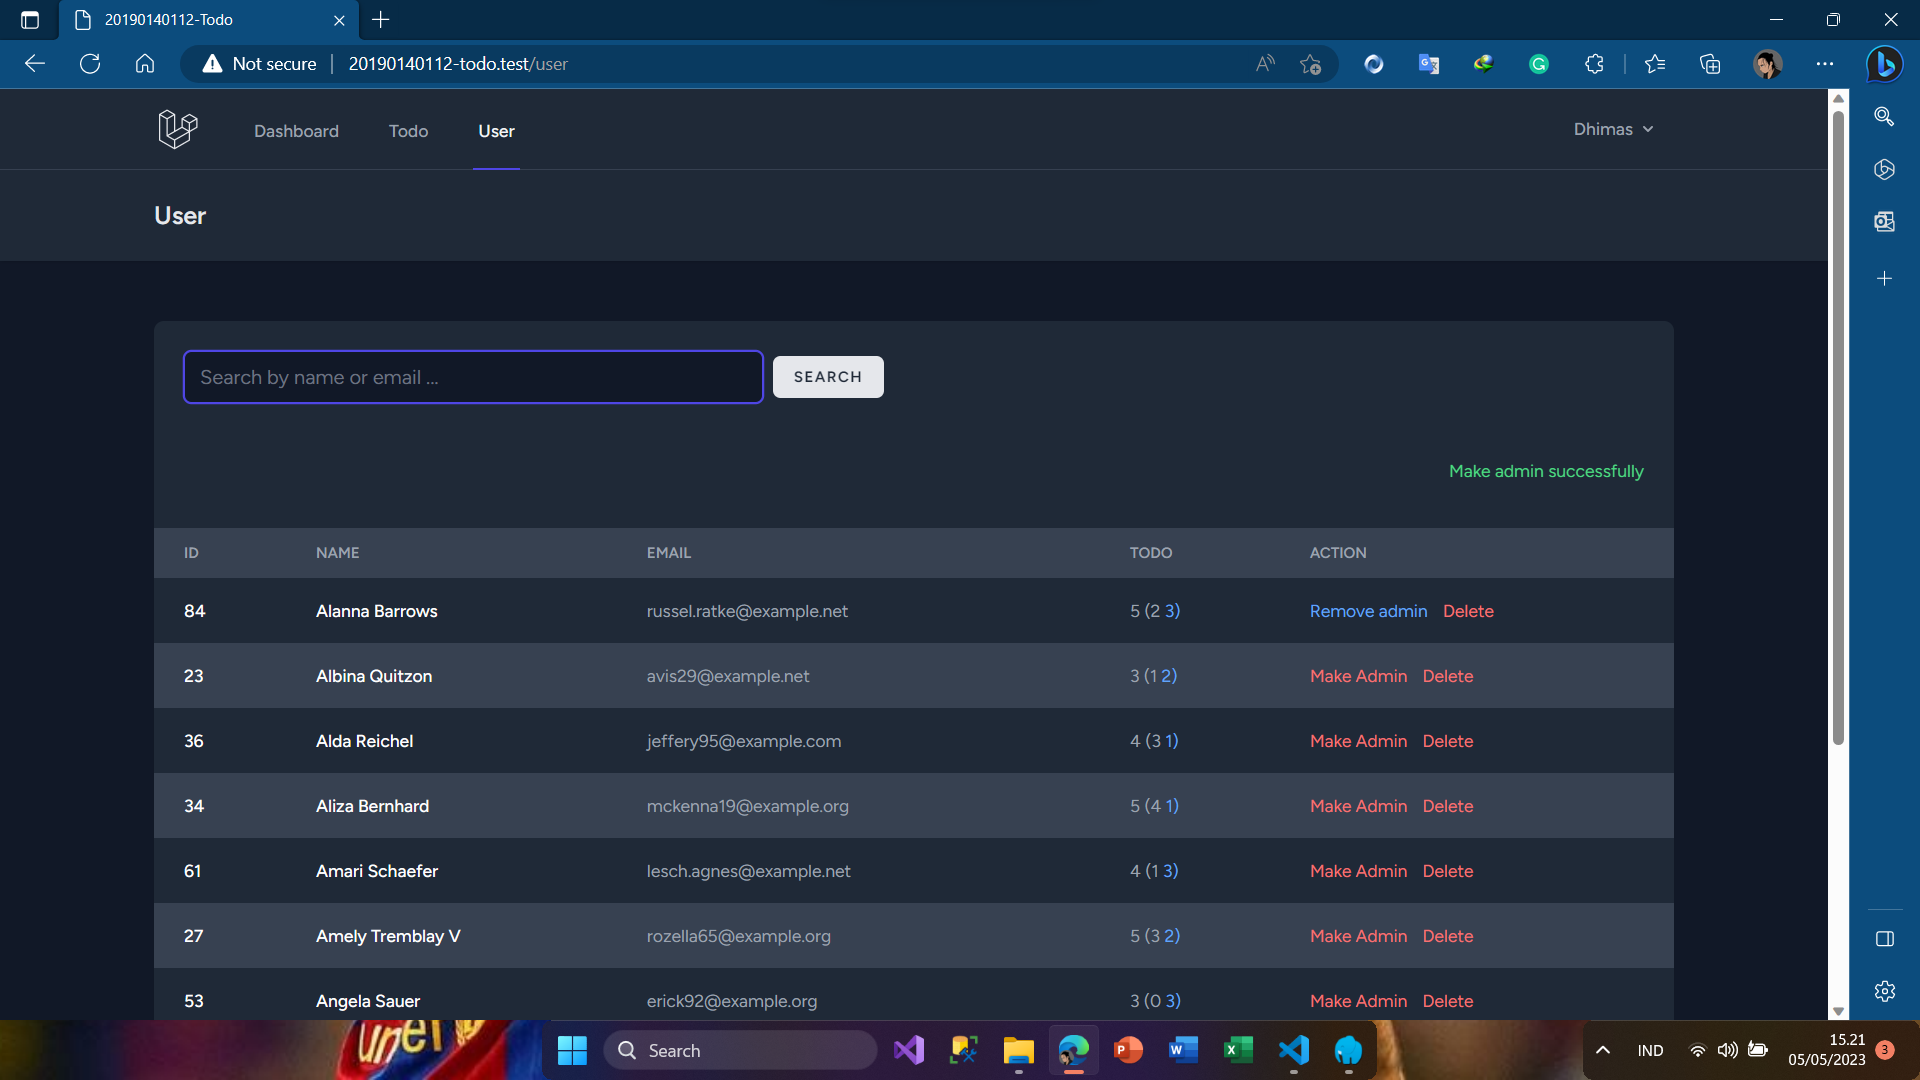 20190140112-Todo
Not secure
20190140112-todo.test/user
Dashboard
Todo
User
Dhimas
User
Search by name or email ...
SEARCH
Make admin successfully
ID NAME EMAIL TODO ACTION
84 Alanna Barrows russel.ratke@example.net 5 (2 3) Remove admin Delete
23 Albina Quitzon avis29@example.net 3 (1 2) Make Admin Delete
36 Alda Reichel jeffery95@example.com 4 (3 1) Make Admin Delete
34 Aliza Bernhard mckenna19@example.org 5 (4 1) Make Admin Delete
61 Amari Schaefer lesch.agnes@example.net 4 (1 3) Make Admin Delete
27 Amely Tremblay V rozella65@example.org 5 (3 2) Make Admin Delete
53 Angela Sauer erick92@example.org 3 (0 3) Make Admin Delete
Search
IND
15.21
05/05/2023
3